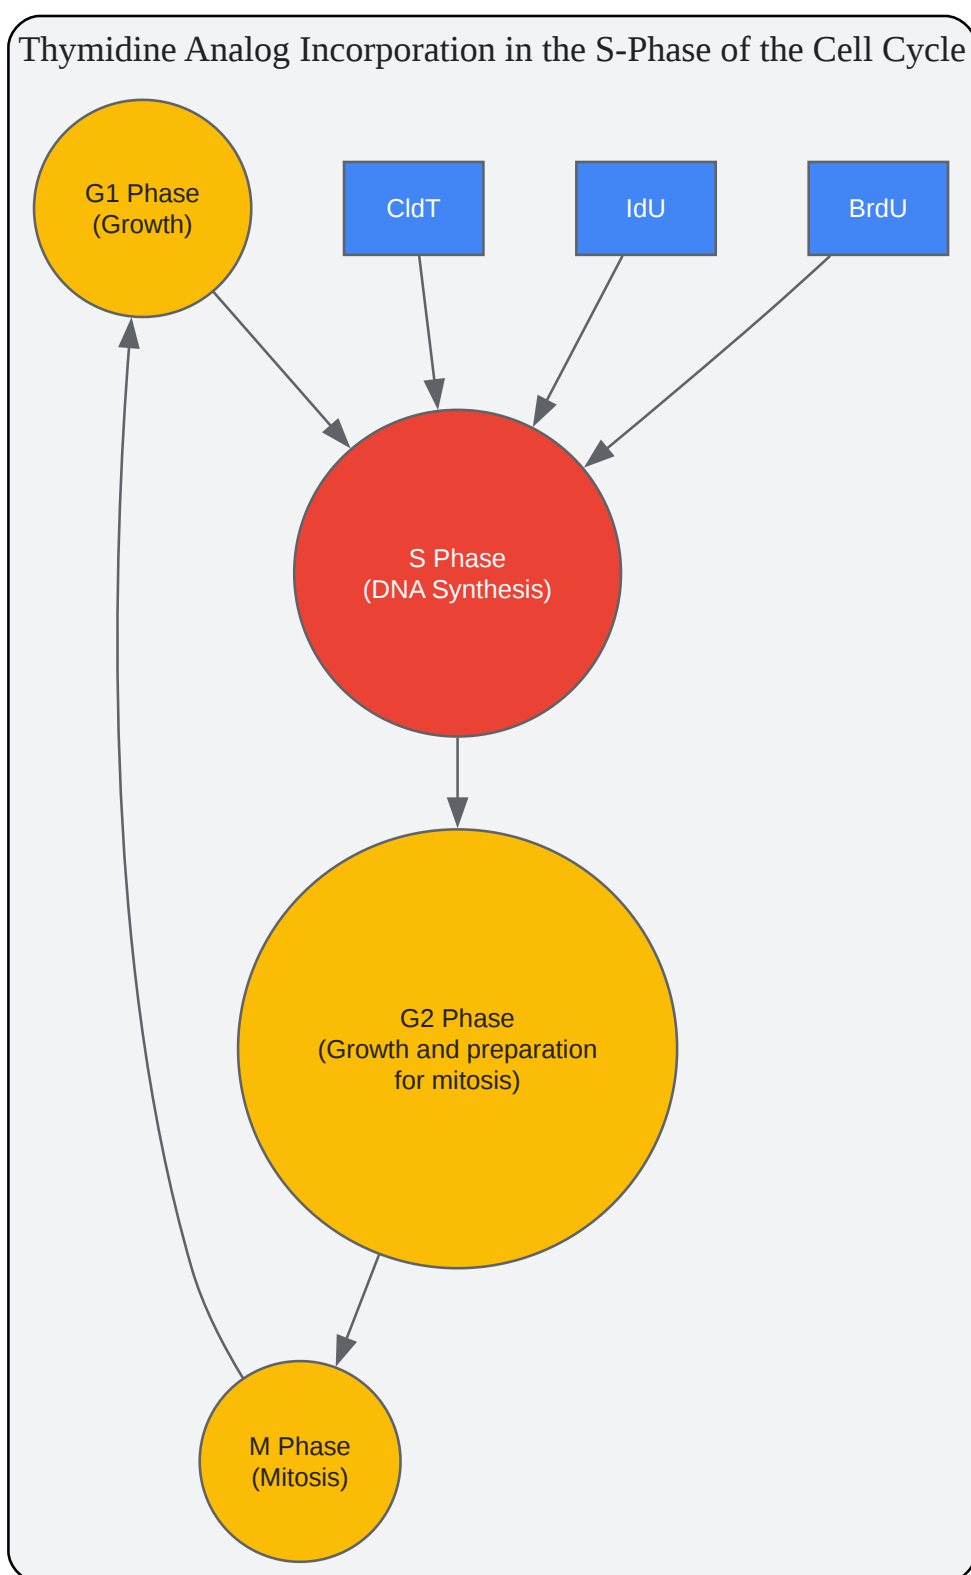 Thymidine Analog Incorporation in the S-Phase of the Cell Cycle
G1 Phase
(Growth)
CldT
IdU
BrdU
S Phase
(DNA Synthesis)
G2 Phase
(Growth and preparation
for mitosis)
M Phase
(Mitosis)